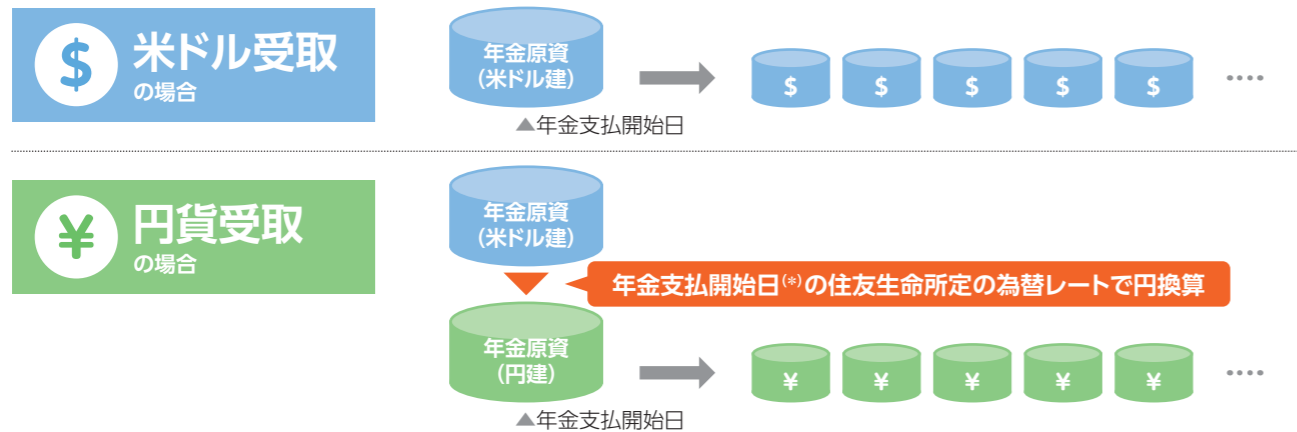 $
米ドル受取
の場合
年金原資
(米ドル建)
$ $ $ $ $ ....
▲年金支払開始日
¥
円貨受取
の場合
年金原資
(米ドル建)
年金支払開始日(*)の住友生命所定の為替レートで円換算
年金原資
(円建)
¥ ¥ ¥ ¥ ¥ ....
▲年金支払開始日